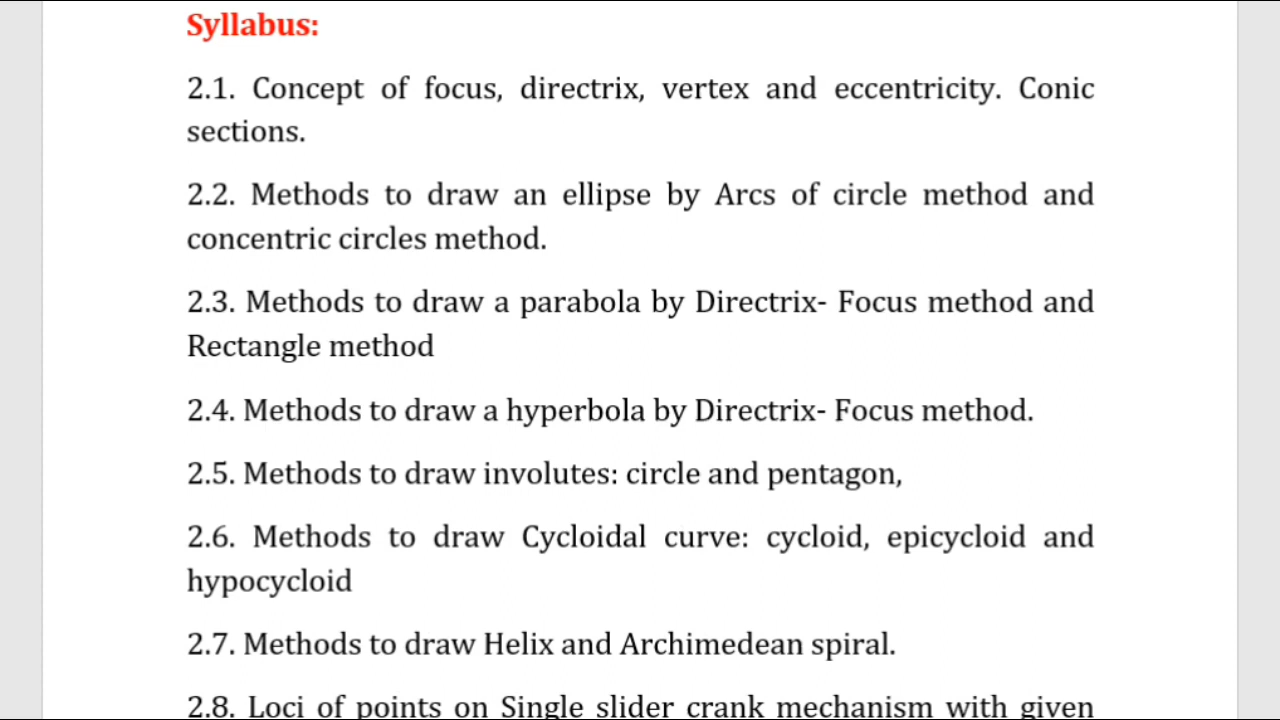 Syllabus:
2.1. Concept of focus, directrix, vertex and eccentricity. Conic
sections.
2.2. Methods to draw an ellipse by Arcs of circle method and
concentric circles method.
2.3. Methods to draw a parabola by Directrix- Focus method and
Rectangle method
2.4. Methods to draw a hyperbola by Directrix- Focus method.
2.5. Methods to draw involutes: circle and pentagon,
2.6. Methods to draw Cycloidal curve: cycloid, epicycloid and
hypocycloid
2.7. Methods to draw Helix and Archimedean spiral.
2.8. Loci of points on Single slider crank mechanism with given